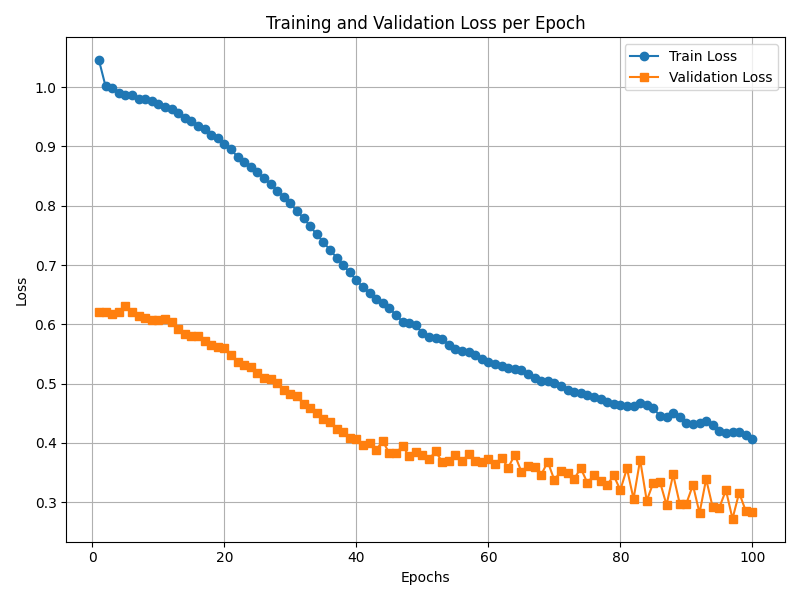 Training and Validation Loss per Epoch
Train Loss
Validation Loss
1.0
0.9
0.8
0.7
0.6
0.5
0.4
0.3
Loss
0 20 40 60 80 100
Epochs